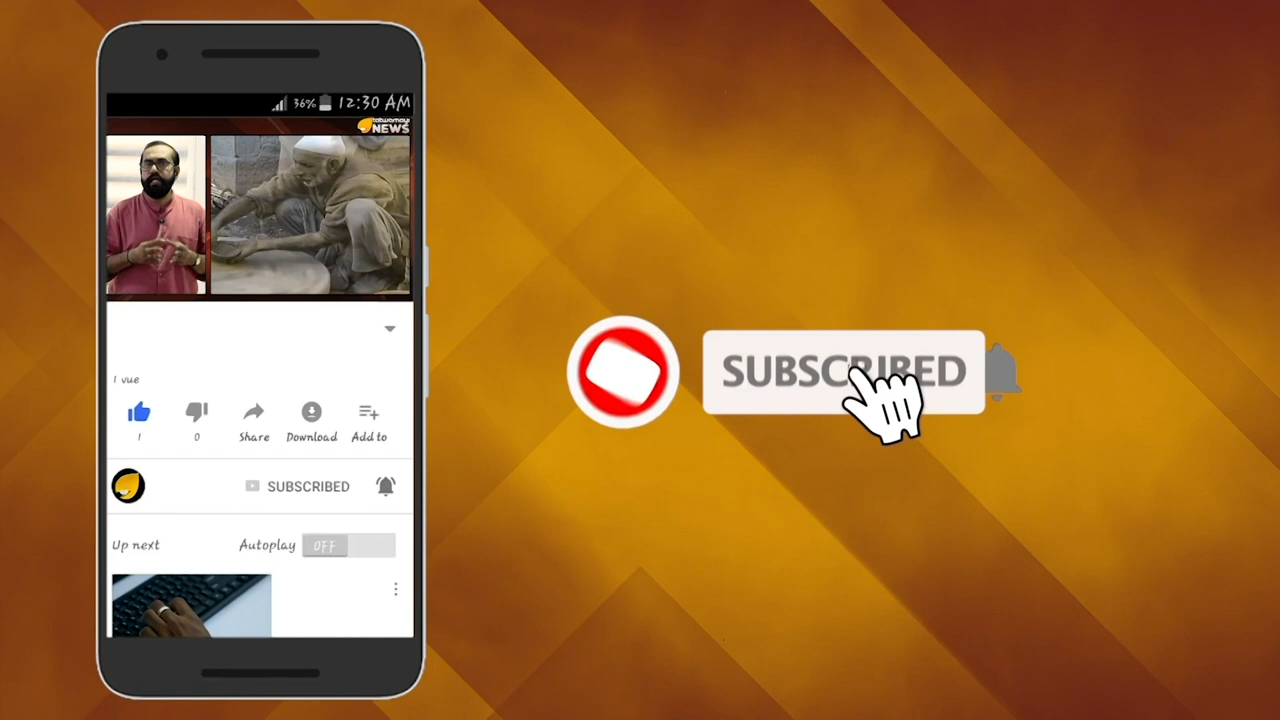 36% 12:30 AM
tatwamayi
NEWS
1 vue
1
0
Share
Download
Add to
SUBSCRIBED
Up next
Autoplay
OFF
SUBSCRIBED